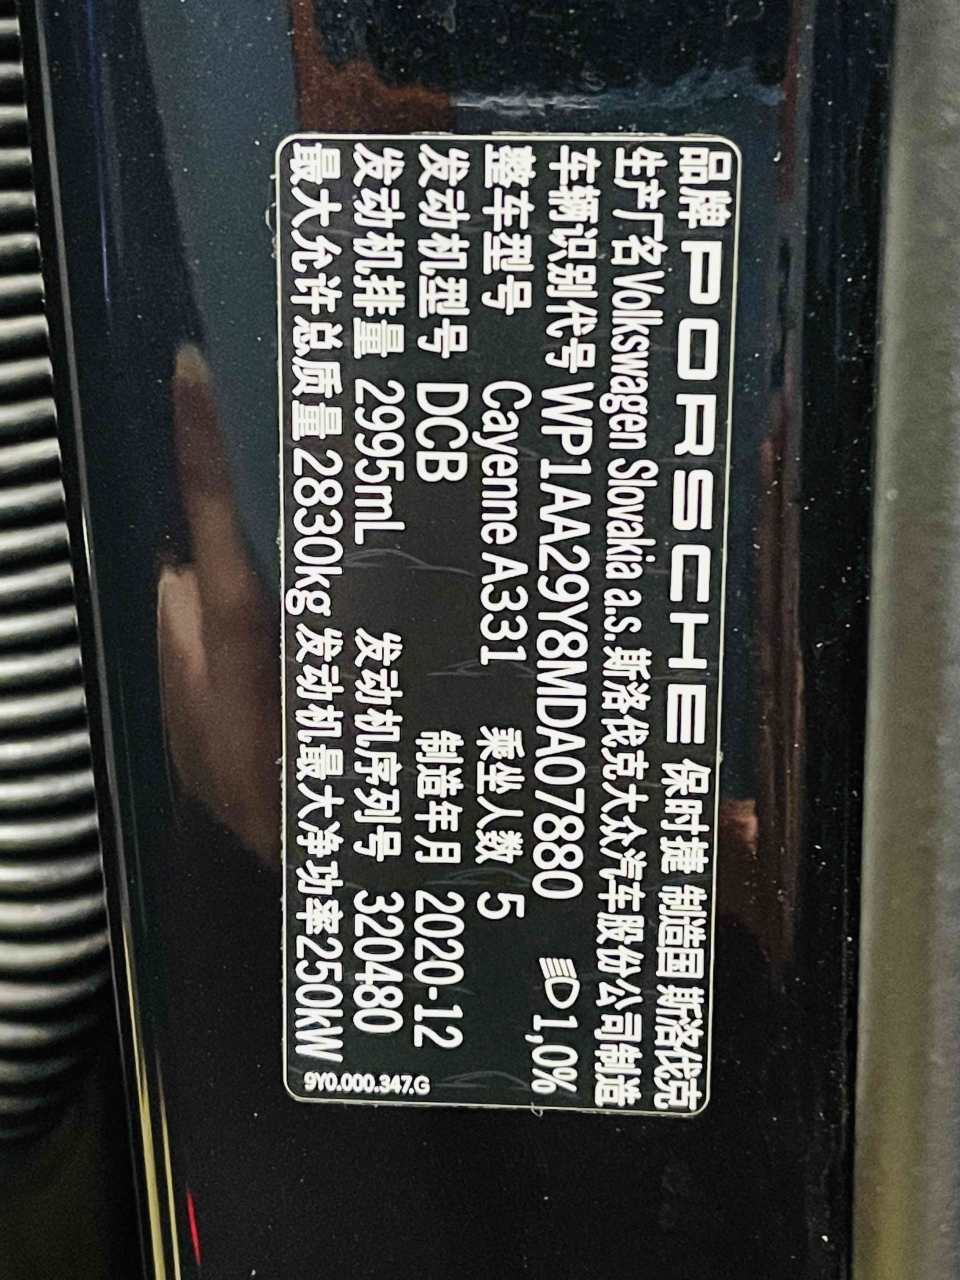 品牌 PORSCHE 保时捷 制造国 斯洛伐克
生产厂名 Volkswagen Slovakia a.s. 斯洛伐克大众汽车股份公司制造
车辆识别代号 WP1AA29Y8MDA07880 1,0%
整车型号 Cayenne A331 乘坐人数 5
发动机型号 DCB 制造年月 2020-12
发动机排量 2995mL 发动机序列号 320480
最大允许总质量 2830kg 发动机最大净功率250kW
9Y0.000.347.G